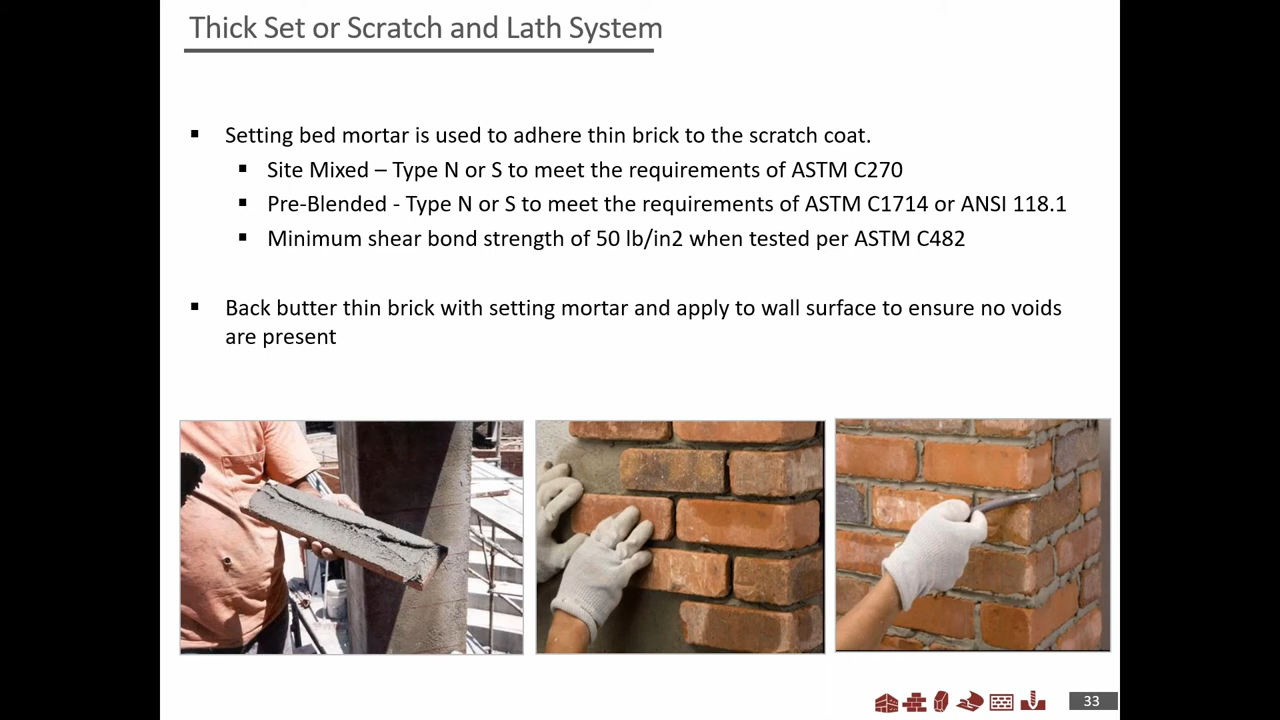 Thick Set or Scratch and Lath System
▪ Setting bed mortar is used to adhere thin brick to the scratch coat.
▪ Site Mixed – Type N or S to meet the requirements of ASTM C270
▪ Pre-Blended - Type N or S to meet the requirements of ASTM C1714 or ANSI 118.1
▪ Minimum shear bond strength of 50 lb/in2 when tested per ASTM C482
▪ Back butter thin brick with setting mortar and apply to wall surface to ensure no voids
are present
33